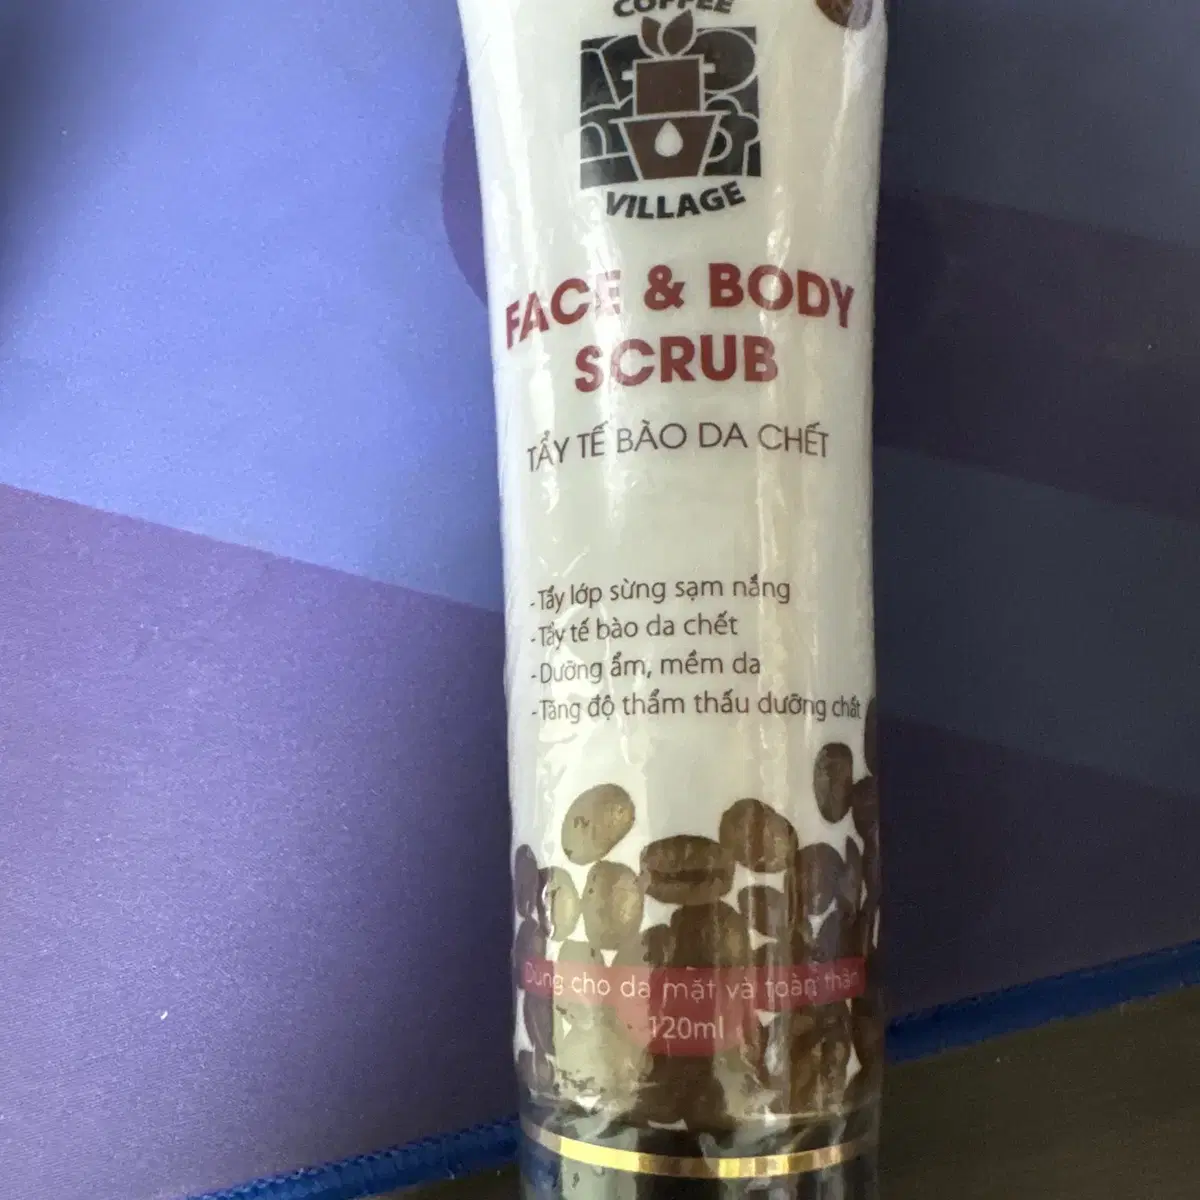 COFFEE
VILLAGE
FACE & BODY
SCRUB
TẨY TẾ BÀO DA CHẾT
-Tẩy lớp sừng sạm nắng
-Tẩy tế bào da chết
-Dưỡng ẩm, mềm da
-Tăng độ thẩm thấu dưỡng chất
Dùng cho da mặt và toàn thân
120ml